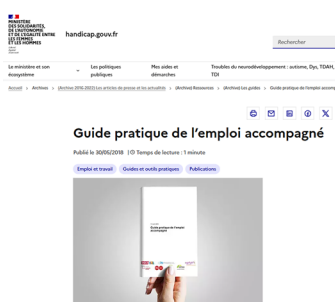 MINISTÈRE
DES SOLIDARITÉS,
DE L'AUTONOMIE
ET DE L'ÉGALITÉ ENTRE
LES FEMMES
ET LES HOMMES
handicap.gouv.fr
Rechercher
Le ministère et son écosystème
Les politiques publiques
Mes aides et démarches
Troubles du neurodéveloppement : autisme, Dys, TDAH, TDI
Accueil > Archives > (Archive 2016-2023) Les articles de presse et les actualités > (Archive) Ressources > (Archive) Les guides > Guide pratique de l'emploi accomp
Guide pratique de l'emploi accompagné
Publié le 30/05/2018 | Temps de lecture : 1 minute
Emploi et travail
Guides et outils pratiques
Publications
Guide pratique de l'emploi
accompagné